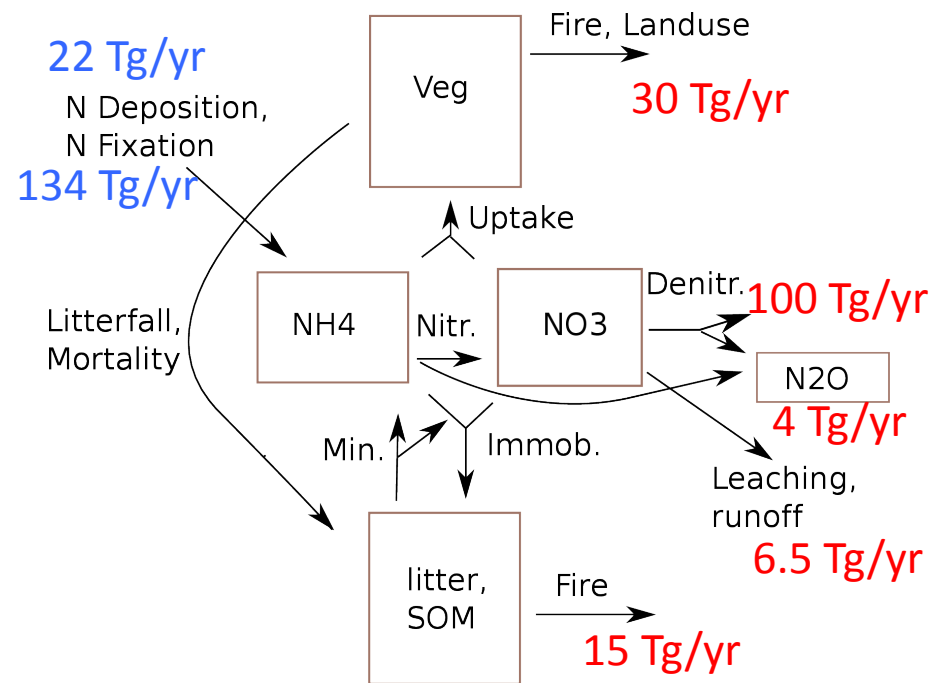 Fire, Landuse
22 Tg/yr
Veg
30 Tg/yr
N Deposition,
N Fixation
134 Tg/yr
Uptake
Denitr.
100 Tg/yr
Litterfall,
Mortality
NH4
Nitr.
NO3
N2O
4 Tg/yr
Min.
Immob.
Leaching,
runoff
6.5 Tg/yr
litter,
SOM
Fire
15 Tg/yr